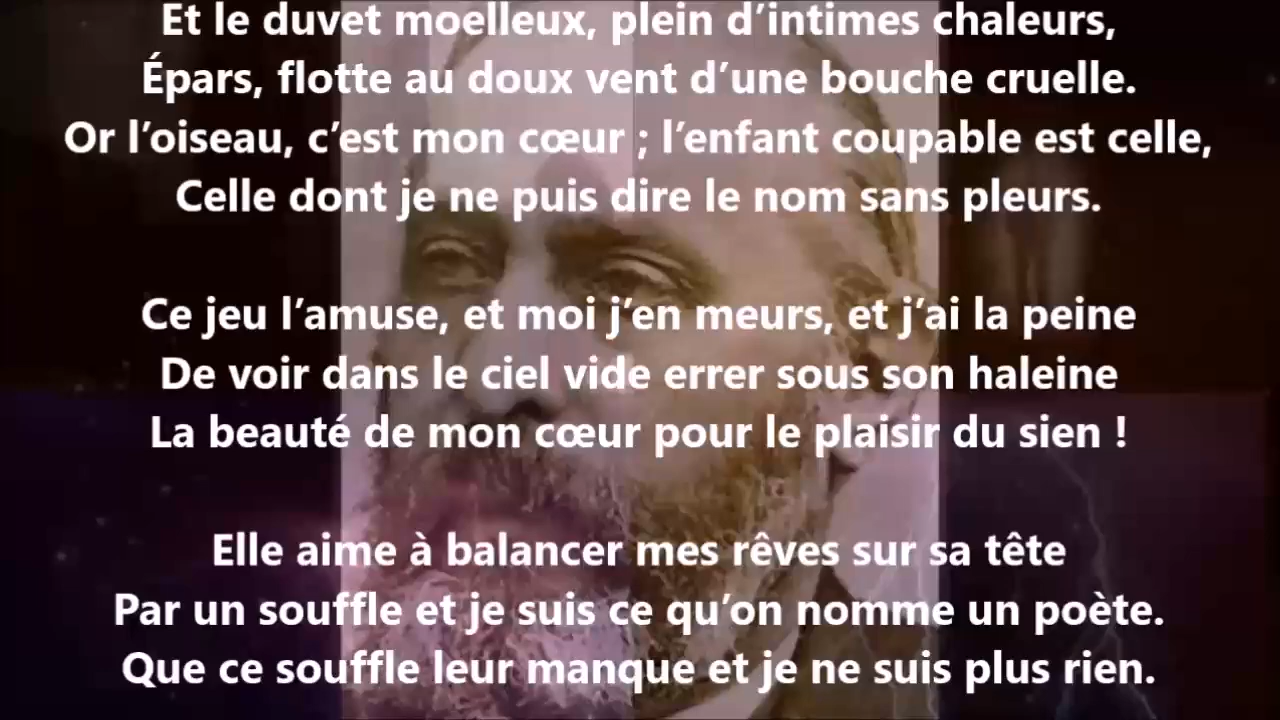 Et le duvet moelleux, plein d’intimes chaleurs,
Épars, flotte au doux vent d’une bouche cruelle.
Or l’oiseau, c’est mon cœur ; l’enfant coupable est celle,
Celle dont je ne puis dire le nom sans pleurs.
Ce jeu l’amuse, et moi j’en meurs, et j’ai la peine
De voir dans le ciel vide errer sous son haleine
La beauté de mon cœur pour le plaisir du sien !
Elle aime à balancer mes rêves sur sa tête
Par un souffle et je suis ce qu’on nomme un poète.
Que ce souffle leur manque et je ne suis plus rien.